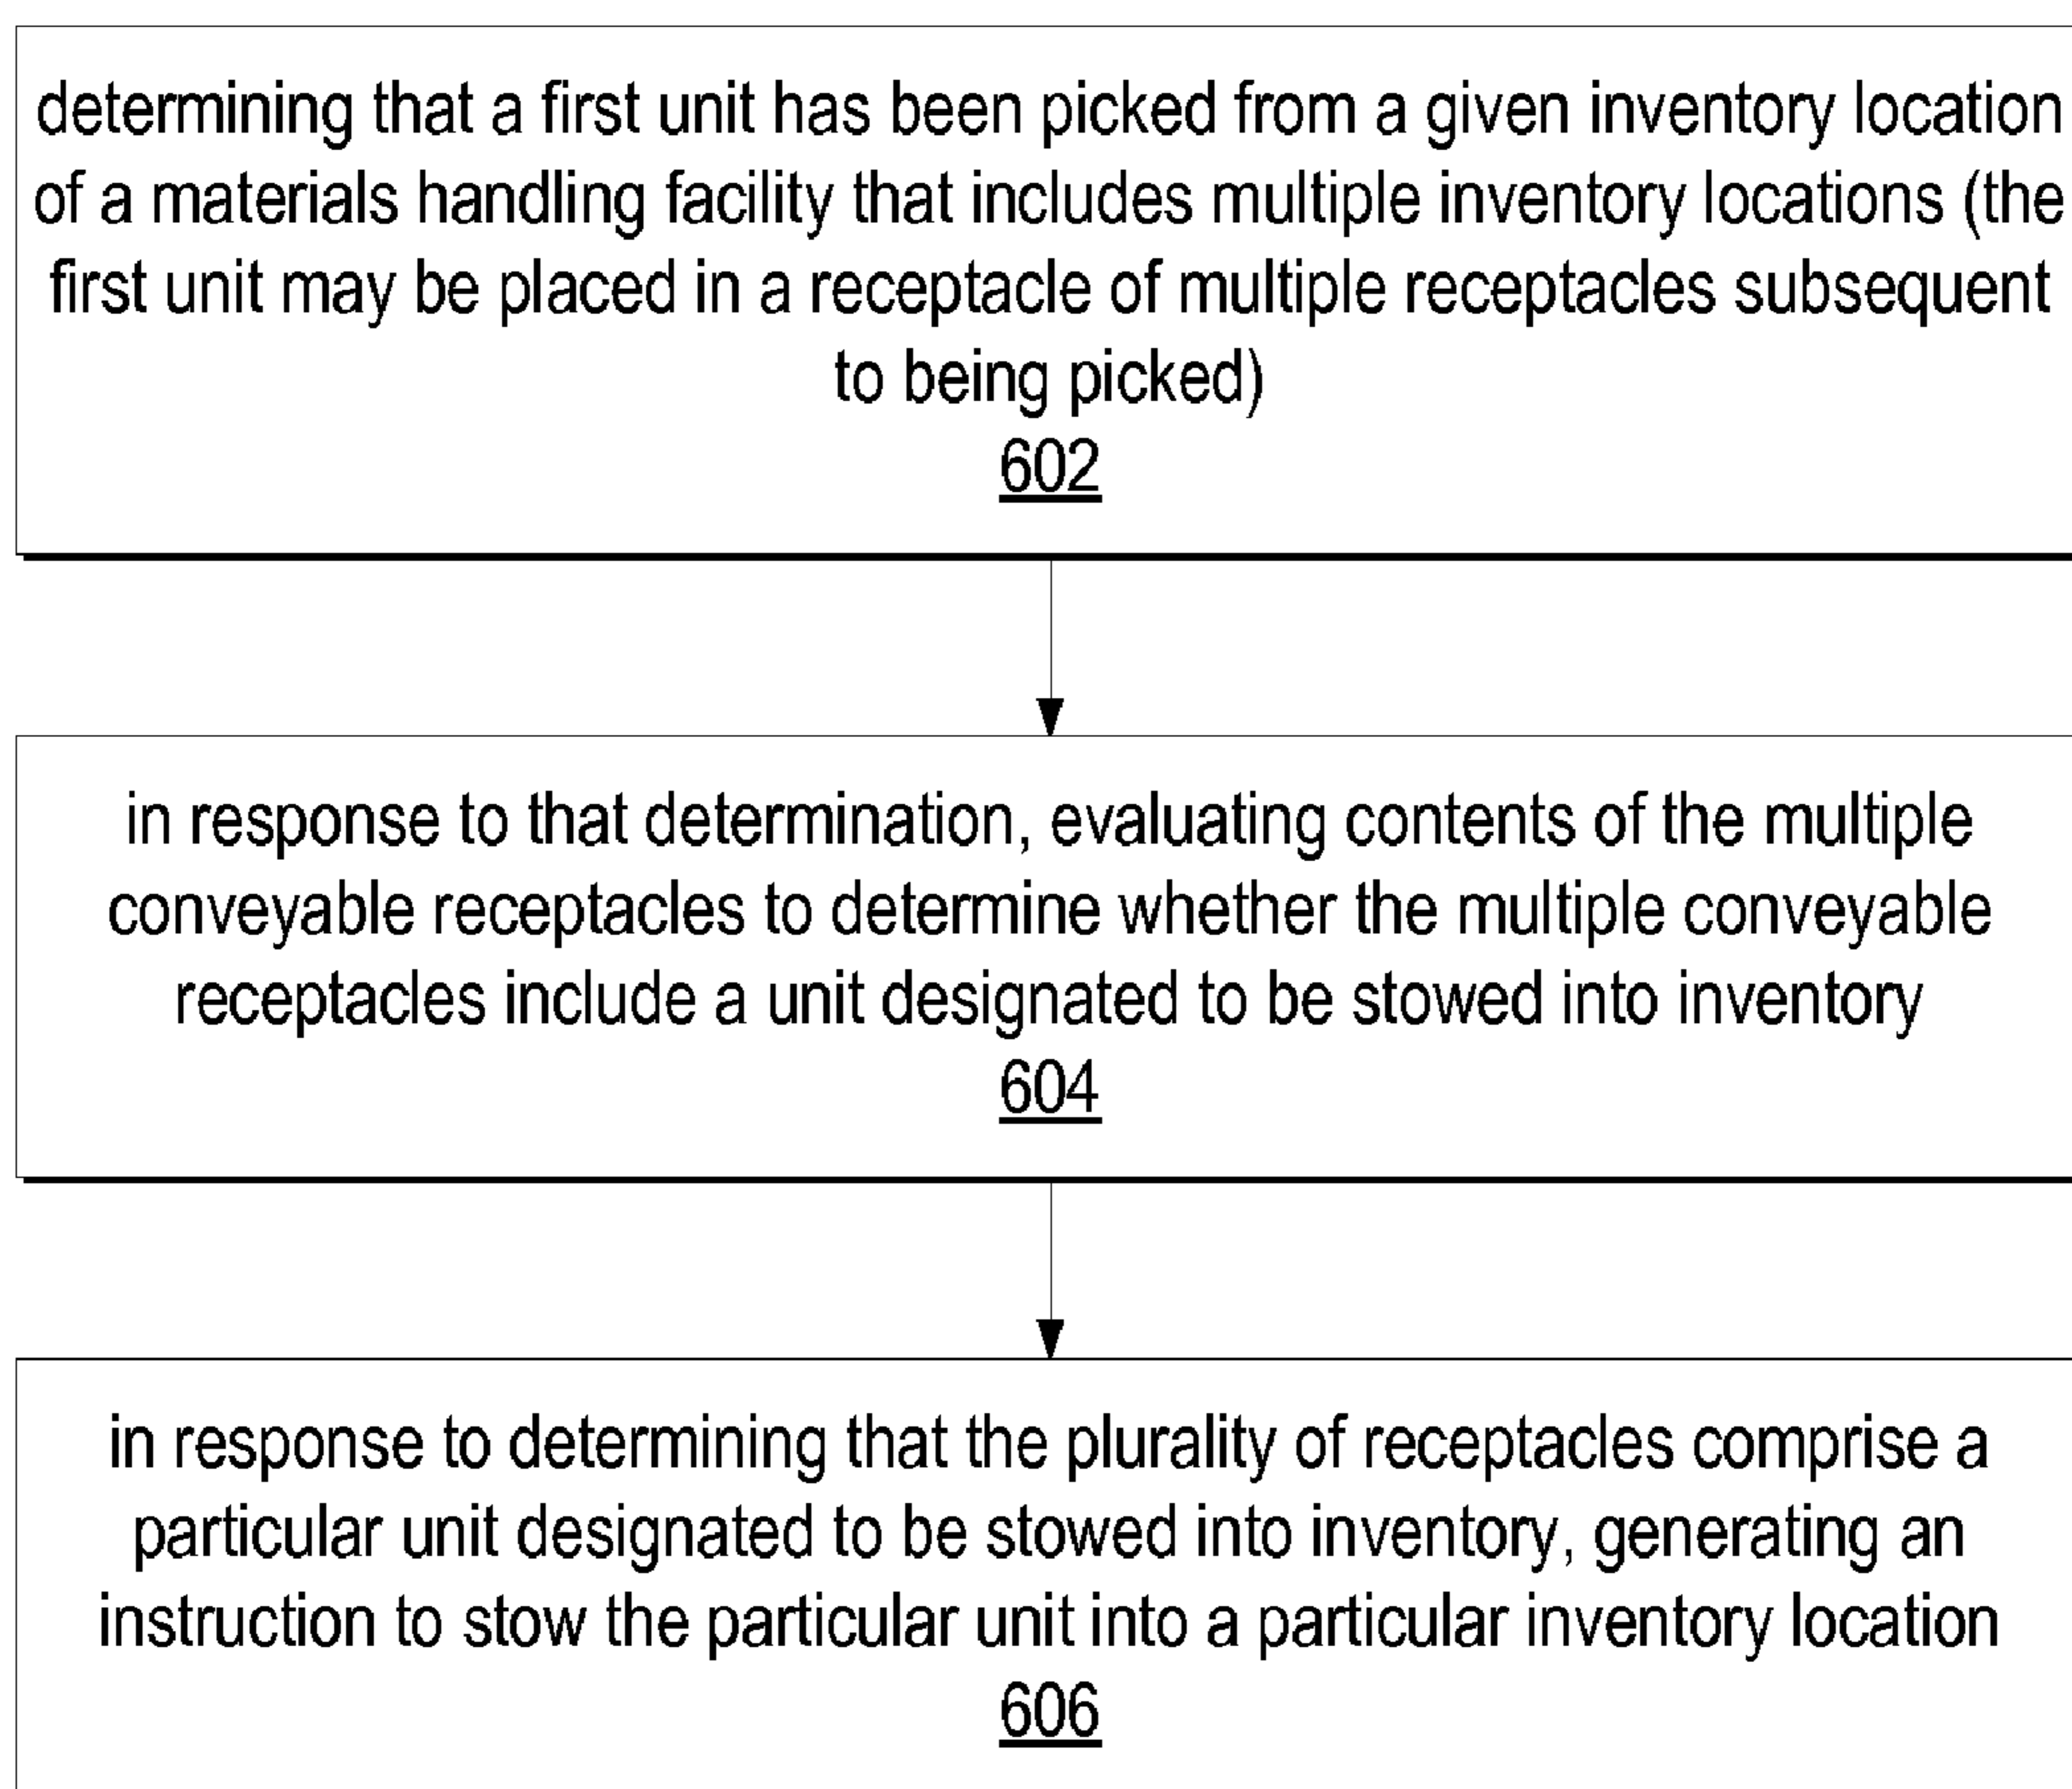 determining that a first unit has been picked from a given inventory location
of a materials handling facility that includes multiple inventory locations (the
first unit may be placed in a receptacle of multiple receptacles subsequent
to being picked)
602
in response to that determination, evaluating contents of the multiple
conveyable receptacles to determine whether the multiple conveyable
receptacles include a unit designated to be stowed into inventory
604
in response to determining that the plurality of receptacles comprise a
particular unit designated to be stowed into inventory, generating an
instruction to stow the particular unit into a particular inventory location
606